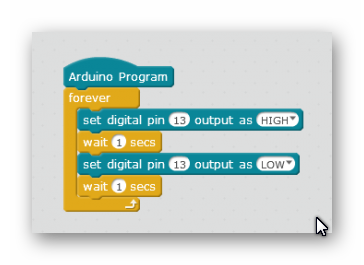 Arduino Program
forever
set digital pin 13 output as HIGH
wait 1 secs
set digital pin 13 output as LOW
wait 1 secs